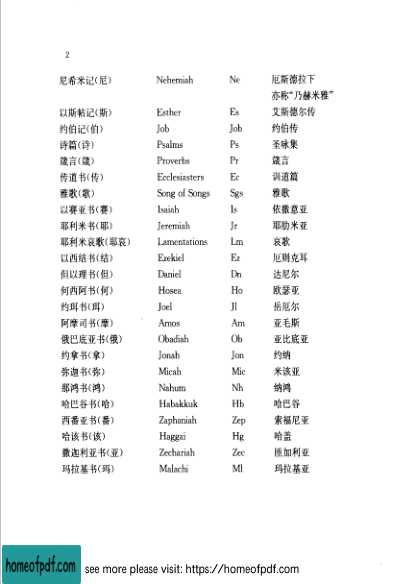 2
尼希米记(尼) Nehemiah Ne 厄斯德拉下
亦称“乃赫米雅”
以斯帖记(斯) Esther Es 艾斯德尔传
约伯记(伯) Job Job 约伯传
诗篇(诗) Psalms Ps 圣咏集
箴言(箴) Proverbs Pr 箴言
传道书(传) Ecclesiasters Ec 训道篇
雅歌(歌) Song of Songs Sgs 雅歌
以赛亚书(赛) Isaiah Is 依撒意亚
耶利米书(耶) Jeremiah Jr 耶肋米亚
耶利米哀歌(耶哀) Lamentations Lm 哀歌
以西结书(结) Ezekiel Ez 厄则克耳
但以理书(但) Daniel Dn 达尼尔
何西阿书(何) Hosea Ho 欧瑟亚
约珥书(珥) Joel Jl 岳厄尔
阿摩司书(摩) Amos Am 亚毛斯
俄巴底亚书(俄) Obadiah Ob 亚比底亚
约拿书(拿) Jonah Jon 约纳
弥迦书(弥) Micah Mic 米该亚
那鸿书(鸿) Nahum Nh 纳鸿
哈巴谷书(哈) Habakkuk Hb 哈巴谷
西番亚书(番) Zaphaniah Zep 索福尼亚
哈该书(该) Haggai Hg 哈盖
撒迦利亚书(亚) Zechariah Zec 匝加利亚
玛拉基书(玛) Malachi Ml 玛拉基亚
homeofpdf.com see more please visit: https://homeofpdf.com